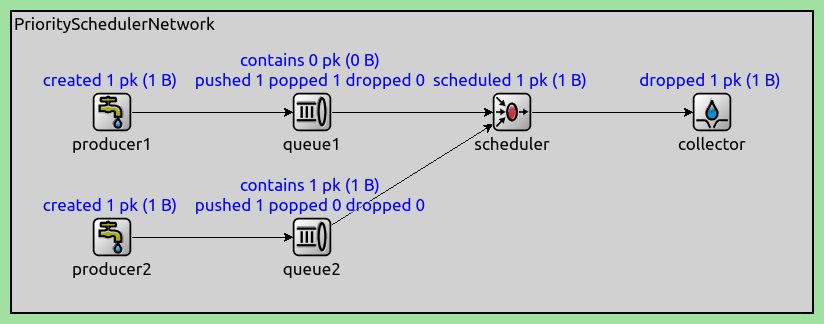 PrioritySchedulerNetwork
contains 0 pk (0 B)
created 1 pk (1 B) pushed 1 popped 1 dropped 0 scheduled 1 pk (1 B) dropped 1 pk (1 B)
producer1 queue1 scheduler collector
contains 1 pk (1 B)
created 1 pk (1 B) pushed 1 popped 0 dropped 0
producer2 queue2